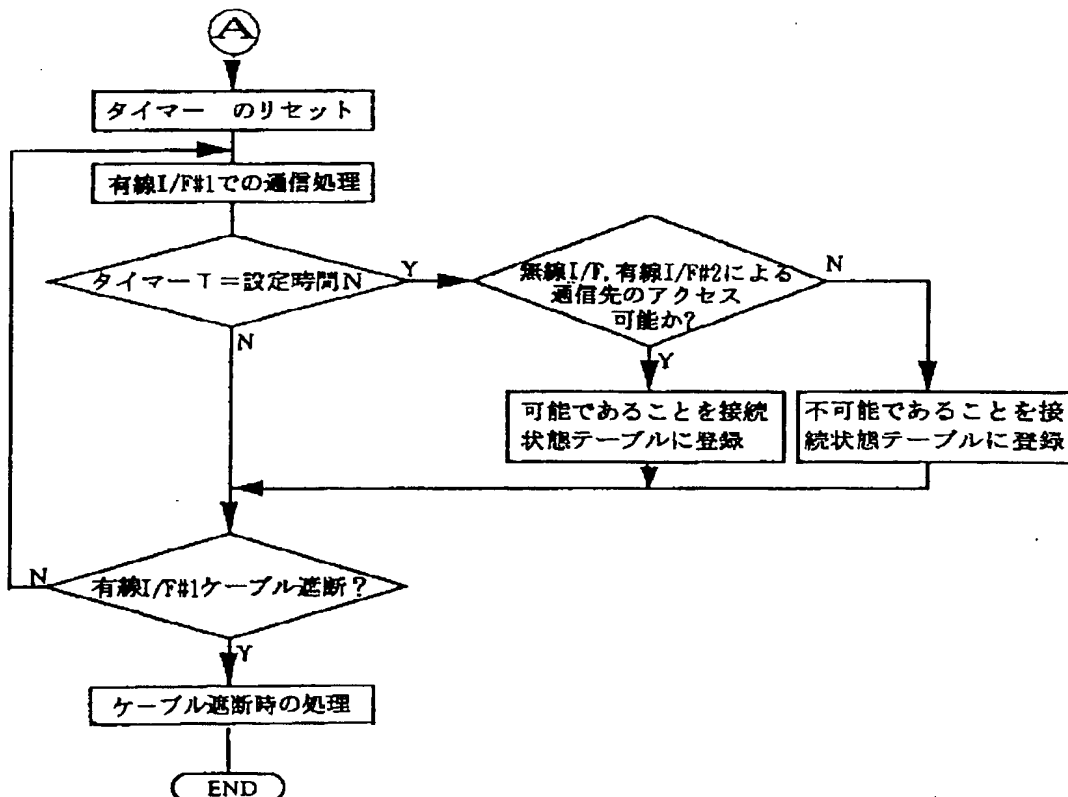 A
タイマー のリセット
有線I/F#1での通信処理
タイマーT=設定時間N
Y
N
無線I/F.有線I/F#2による
通信先のアクセス
可能か?
N
Y
可能であることを接続
状態テーブルに登録
不可能であることを接
続状態テーブルに登録
有線I/F#1ケーブル遮断?
N
Y
ケーブル遮断時の処理
END